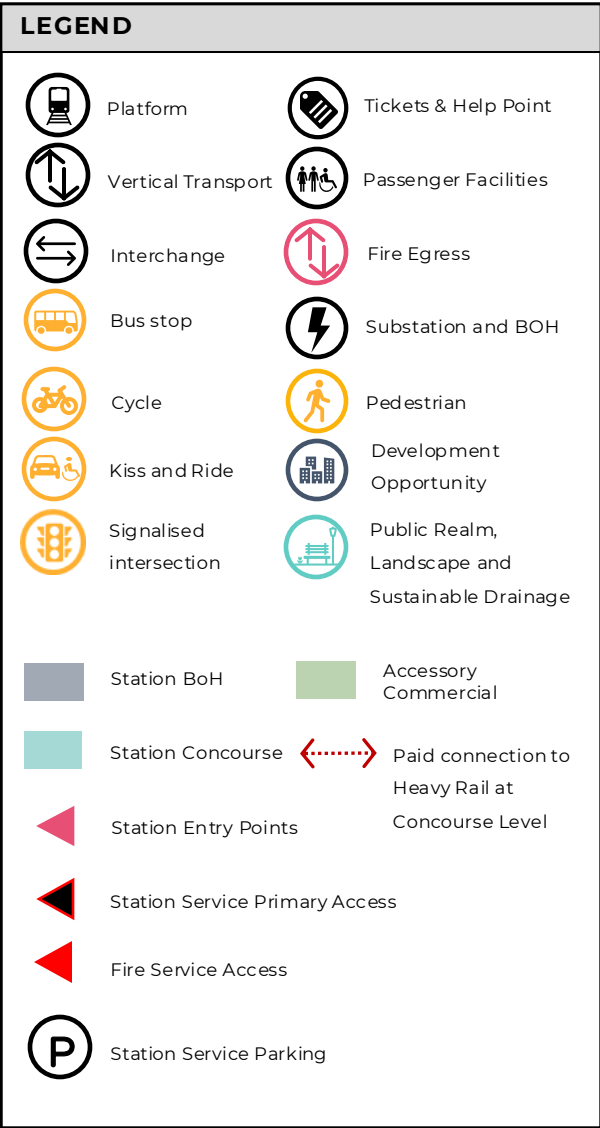 LEGEND
Platform
Tickets & Help Point
Vertical Transport
Passenger Facilities
Interchange
Fire Egress
Bus stop
Substation and BOH
Cycle
Pedestrian
Kiss and Ride
Development
Opportunity
Signalised
intersection
Public Realm,
Landscape and
Sustainable Drainage
Station BoH
Accessory
Commercial
Station Concourse
Paid connection to
Heavy Rail at
Concourse Level
Station Entry Points
Station Service Primary Access
Fire Service Access
P
Station Service Parking